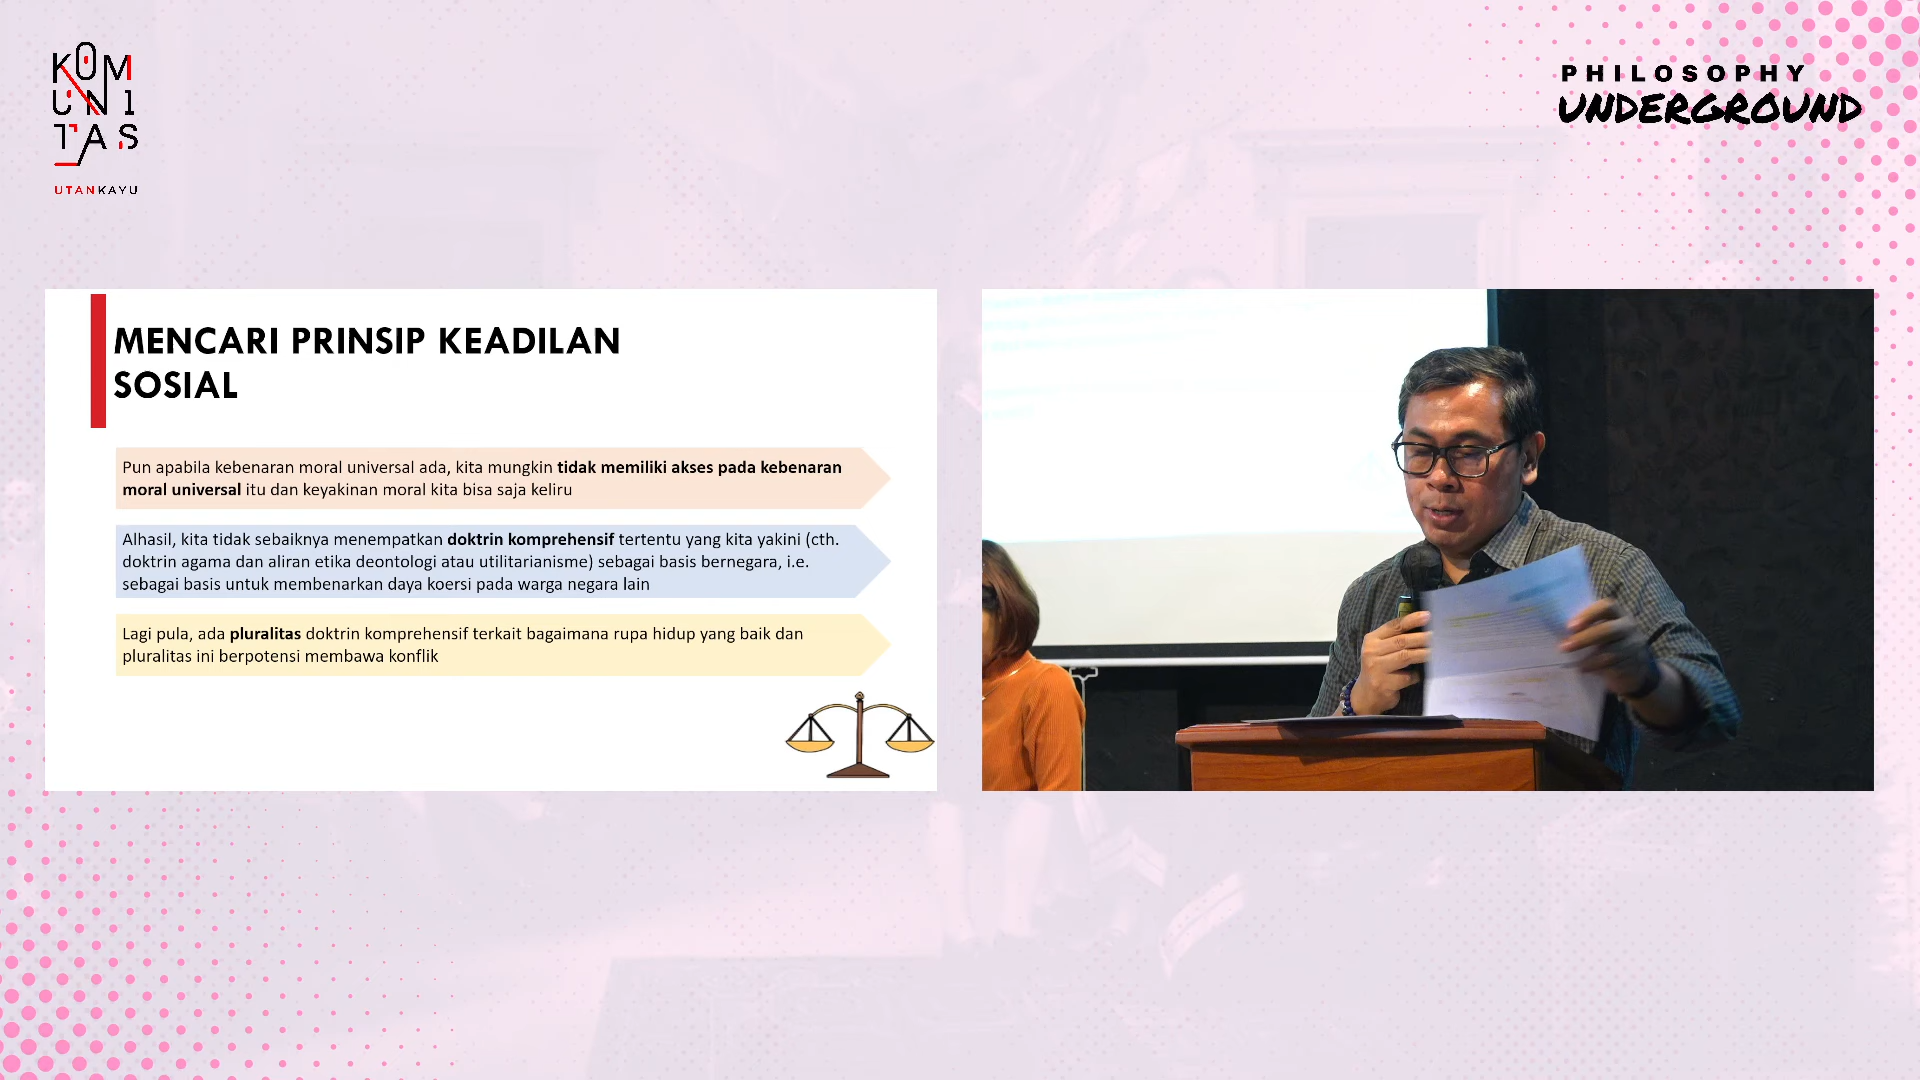 KOM
UNI
TAS
UTANKAYU
PHILOSOPHY
UNDERGROUND
MENCARI PRINSIP KEADILAN
SOSIAL
Pun apabila kebenaran moral universal ada, kita mungkin tidak memiliki akses pada kebenaran
moral universal itu dan keyakinan moral kita bisa saja keliru
Alhasil, kita tidak sebaiknya menempatkan doktrin komprehensif tertentu yang kita yakini (cth.
doktrin agama dan aliran etika deontologi atau utilitarianisme) sebagai basis bernegara, i.e.
sebagai basis untuk membenarkan daya koersi pada warga negara lain
Lagi pula, ada pluralitas doktrin komprehensif terkait bagaimana rupa hidup yang baik dan
pluralitas ini berpotensi membawa konflik